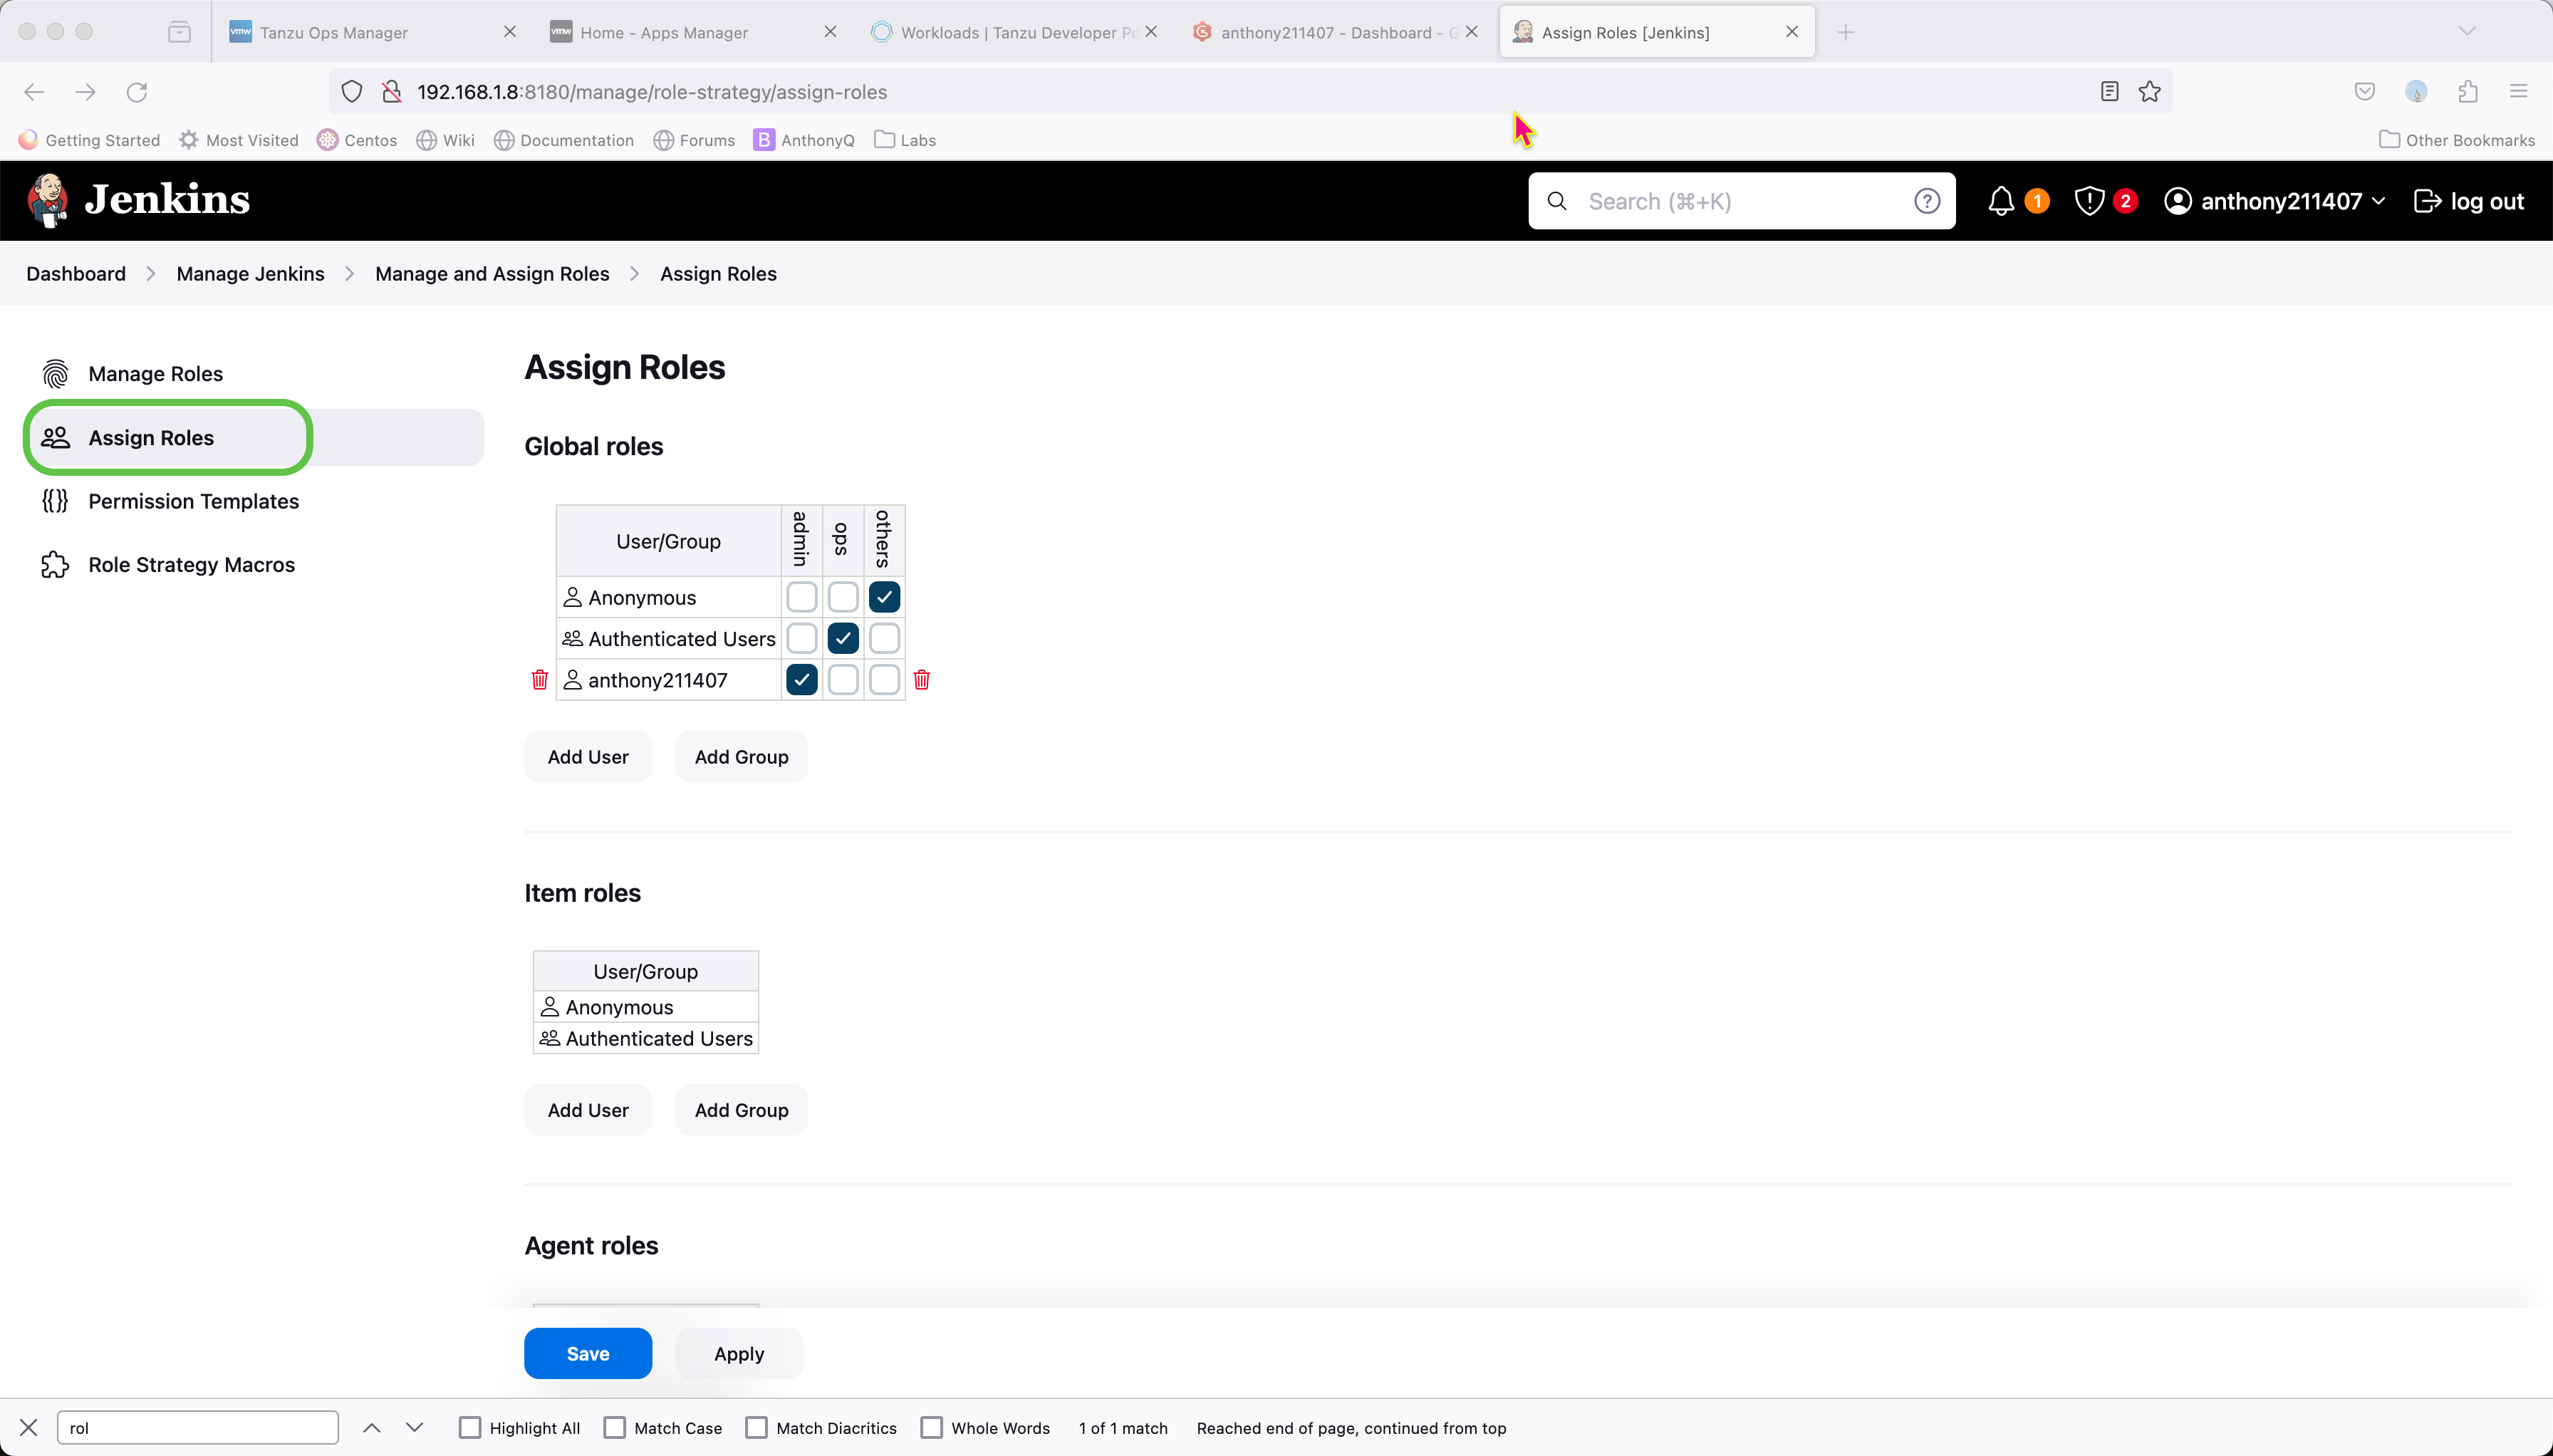 Tanzu Ops Manager
Home - Apps Manager
Workloads | Tanzu Developer Po
anthony211407 - Dashboard - G
Assign Roles [Jenkins]
192.168.1.8:8180/manage/role-strategy/assign-roles
Getting Started
Most Visited
Centos
Wiki
Documentation
Forums
B AnthonyQ
Labs
Other Bookmarks
Jenkins
Search (⌘+K)
1
2
anthony211407
log out
Dashboard
Manage Jenkins
Manage and Assign Roles
Assign Roles
Manage Roles
Assign Roles
Permission Templates
Role Strategy Macros
Assign Roles
Global roles
User/Group admin ops others
Anonymous
Authenticated Users
anthony211407
Add User
Add Group
Item roles
User/Group
Anonymous
Authenticated Users
Add User
Add Group
Agent roles
Save
Apply
rol
Highlight All
Match Case
Match Diacritics
Whole Words
1 of 1 match
Reached end of page, continued from top